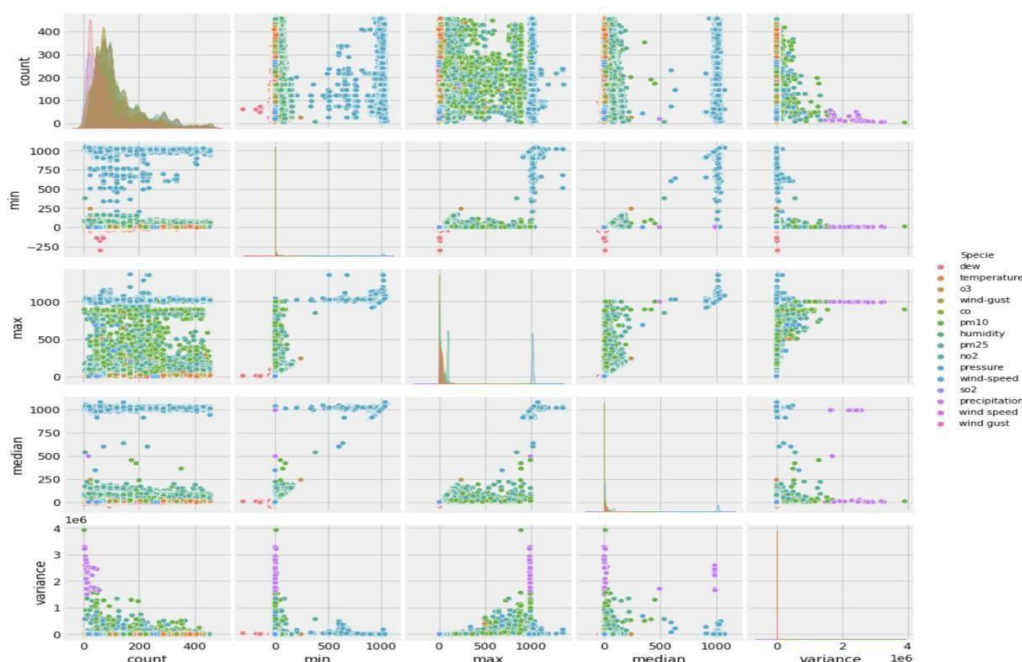 400
300
200
100
0
count
1000
750
500
250
0
−250
min
1000
500
0
max
1000
750
500
250
0
median
1e6
4
3
2
1
0
variance
0 200 400
count
0 500 1000
min
0 500 1000
max
0 500 1000
median
0 2 4
1e6
variance
Specie
dew
temperature
o3
wind-gust
co
pm10
humidity
pm25
no2
pressure
wind-speed
so2
precipitation
wind speed
wind gust